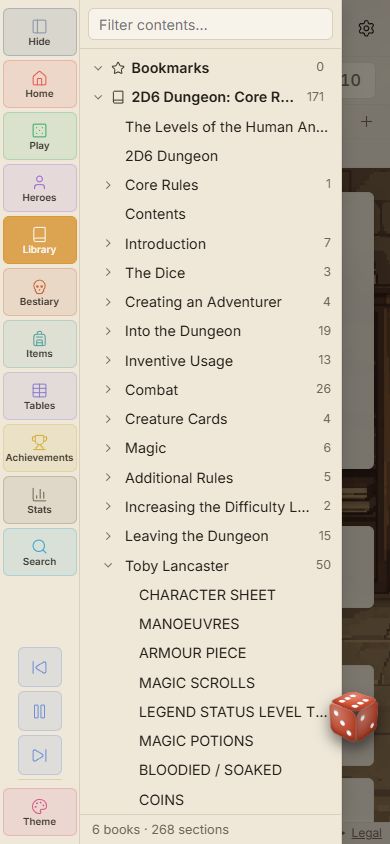 Hide
Home
Play
Heroes
Library
Bestiary
Items
Tables
Achievements
Stats
Search
Theme
Filter contents...
Bookmarks 0
2D6 Dungeon: Core R... 171
The Levels of the Human An...
2D6 Dungeon
Core Rules 1
Contents
Introduction 7
The Dice 3
Creating an Adventurer 4
Into the Dungeon 19
Inventive Usage 13
Combat 26
Creature Cards 4
Magic 6
Additional Rules 5
Increasing the Difficulty L... 2
Leaving the Dungeon 15
Toby Lancaster 50
CHARACTER SHEET
MANOEUVRES
ARMOUR PIECE
MAGIC SCROLLS
LEGEND STATUS LEVEL T...
MAGIC POTIONS
BLOODIED / SOAKED
COINS
6 books · 268 sections
10
Legal